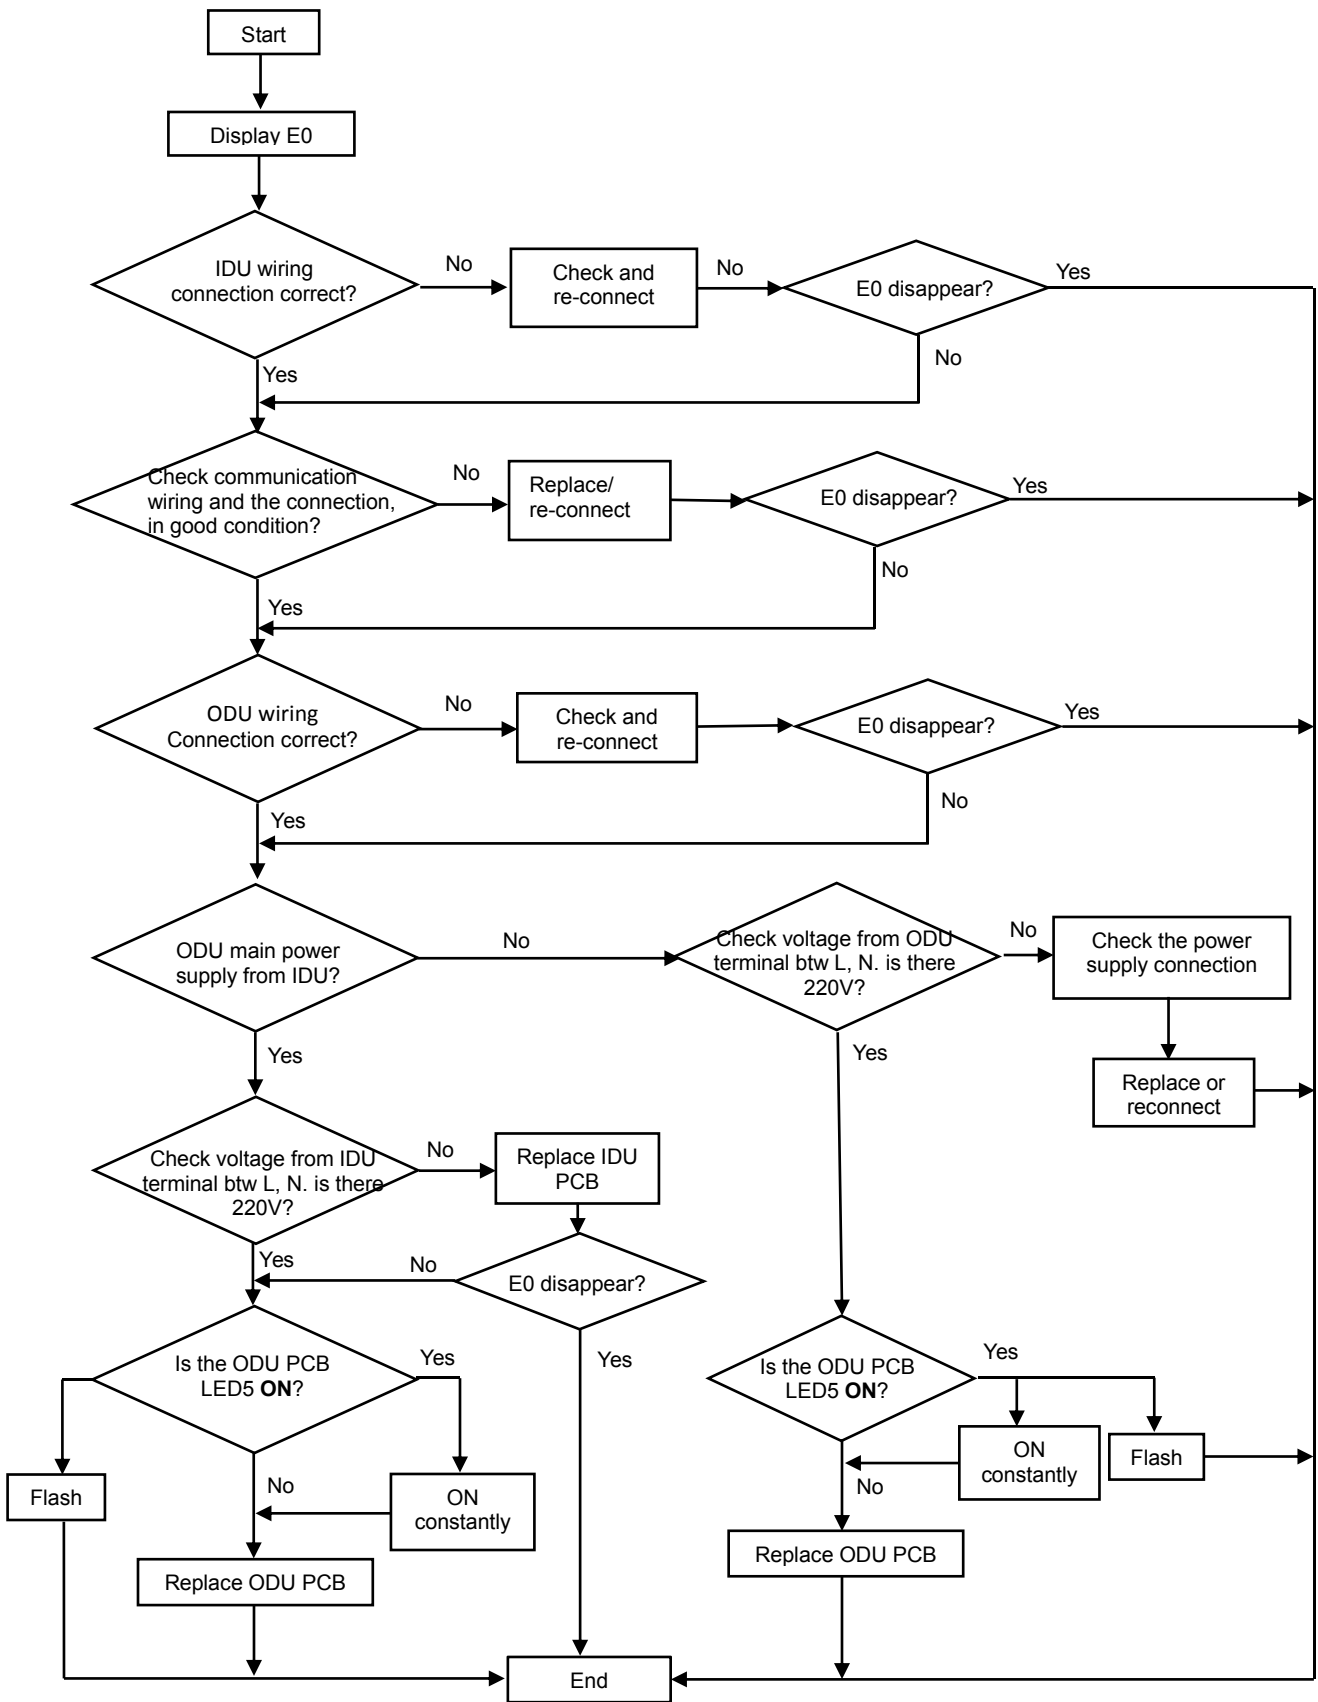 Start
Display E0
IDU wiring
connection correct?
No
Check and
re-connect
No
E0 disappear?
Yes
No
Yes
Check communication
wiring and the connection,
in good condition?
No
Replace/
re-connect
E0 disappear?
Yes
No
Yes
ODU wiring
Connection correct?
No
Check and
re-connect
E0 disappear?
Yes
No
Yes
ODU main power
supply from IDU?
No
Check voltage from ODU
terminal btw L, N. is there
220V?
No
Check the power
supply connection
Yes
Yes
Replace or
reconnect
Check voltage from IDU
terminal btw L, N. is there
220V?
No
Replace IDU
PCB
Yes
No
E0 disappear?
Is the ODU PCB
LED5 ON?
Yes
Yes
Is the ODU PCB
LED5 ON?
Yes
Flash
No
ON
constantly
No
ON
constantly
Flash
Replace ODU PCB
Replace ODU PCB
End